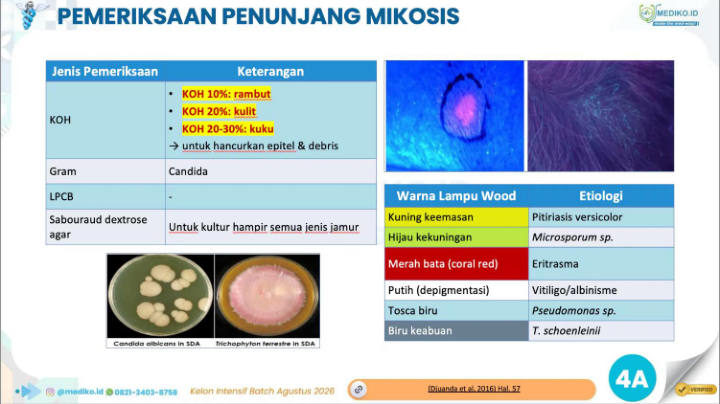 PEMERIKSAAN PENUNJANG MIKOSIS
MEDIKO.ID
Jenis Pemeriksaan Keterangan
KOH
• KOH 10%: rambut
• KOH 20%: kulit
• KOH 20-30%: kuku
→ untuk hancurkan epitel & debris
Gram Candida
LPCB -
Sabouraud dextrose
agar
Untuk kultur hampir semua jenis jamur
Candida albicans in SDA
Trichophyton terrestre in SDA
Warna Lampu Wood Etiologi
Kuning keemasan Pitiriasis versicolor
Hijau kekuningan Microsporum sp.
Merah bata (coral red) Eritrasma
Putih (depigmentasi) Vitiligo/albinisme
Tosca biru Pseudomonas sp.
Biru keabuan T. schoenleinii
@mediko.id 0821-3403-8758 Kelon Intensif Batch Agustus 2026
(Djuanda et al, 2016) Hal. 57
4A
VERIFIED